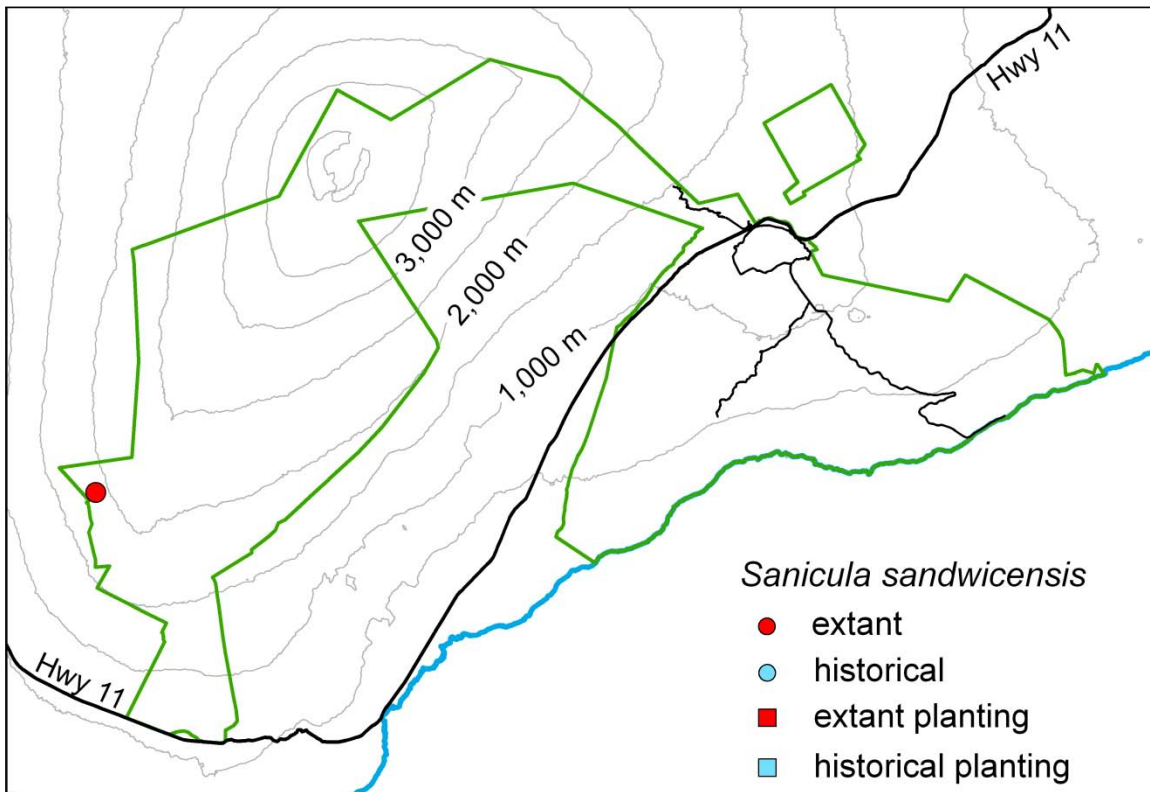 Hwy 11
3,000 m
2,000 m
1,000 m
Hwy 11
Sanicula sandwicensis
extant
historical
extant planting
historical planting